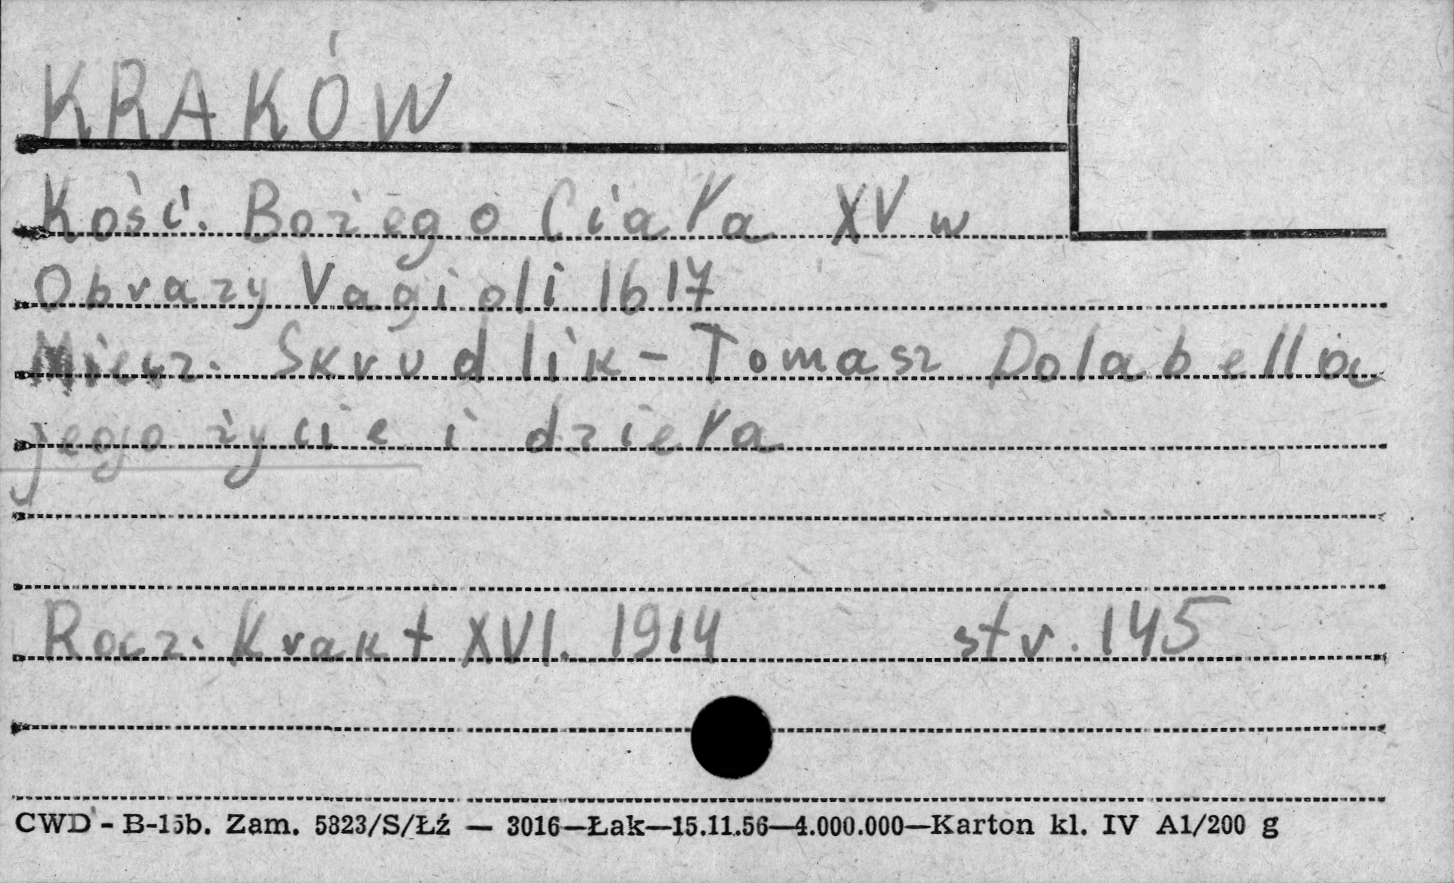 KRAKÓW
Kość. Bożego Ciała XV w
Obrazy Vagioli 1617
Miecz. Skrudlik - Tomasz Dolabella
jego życie i dzieła
Rocz. Krak t XVI. 1914 str. 145
CWD - B-15b. Zam. 5823/S/Łź — 3016—Łak—15.11.56—4.000.000—Karton kl. IV A1/200 g